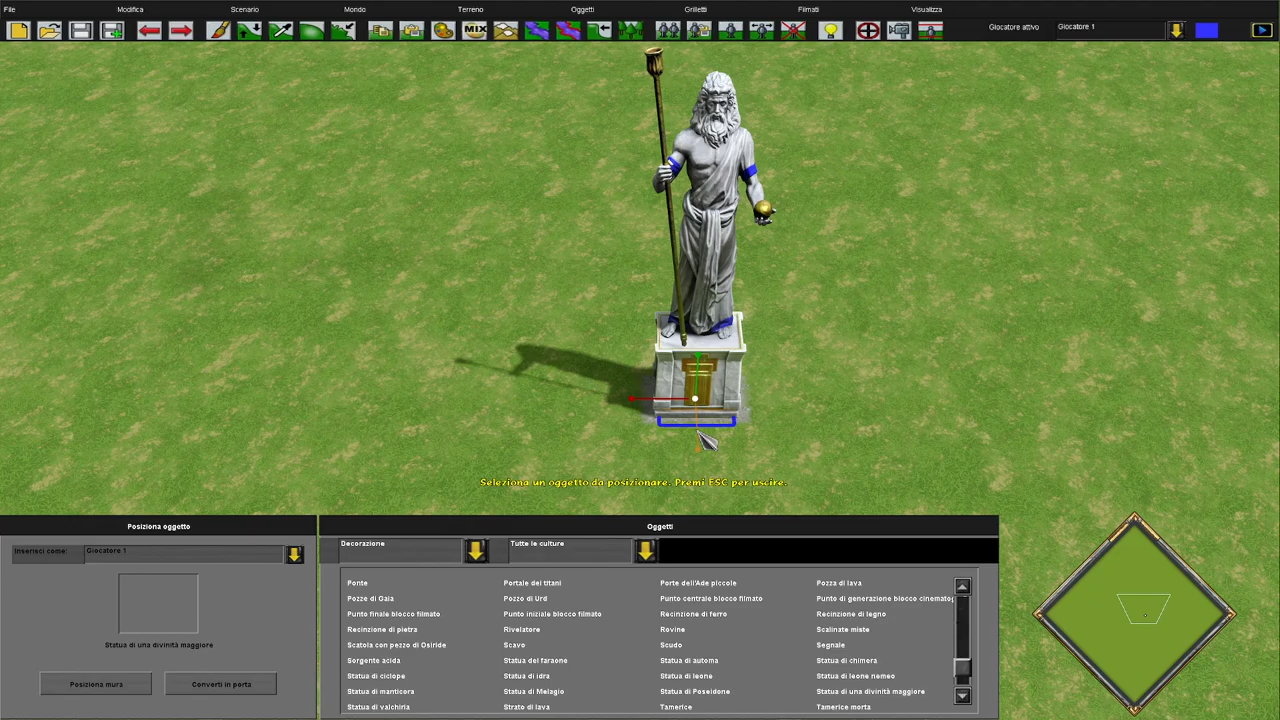 File Modifica Scenario Mondo Terreno Oggetti Grilletti Filmati Visualizza
MIX Giocatore attivo Giocatore 1
Seleziona un oggetto da posizionare. Premi ESC per uscire.
Posiziona oggetto
Inserisci come: Giocatore 1
Statua di una divinità maggiore
Posiziona mura Converti in porta
Oggetti
Decorazione Tutte le culture
Ponte Portale dei titani Porte dell'Ade piccole Pozza di lava
Pozze di Gaia Pozzo di Urd Punto centrale blocco filmato Punto di generazione blocco cinemato
Punto finale blocco filmato Punto iniziale blocco filmato Recinzione di ferro Recinzione di legno
Recinzione di pietra Rivelatore Rovine Scalinate miste
Scatola con pezzo di Osiride Scavo Scudo Segnale
Sorgente acida Statua del faraone Statua di automa Statua di chimera
Statua di ciclope Statua di idra Statua di leone Statua di leone nemeo
Statua di manticora Statua di Melagio Statua di Poseidone Statua di una divinità maggiore
Statua di valchiria Strato di lava Tamerice Tamerice morta